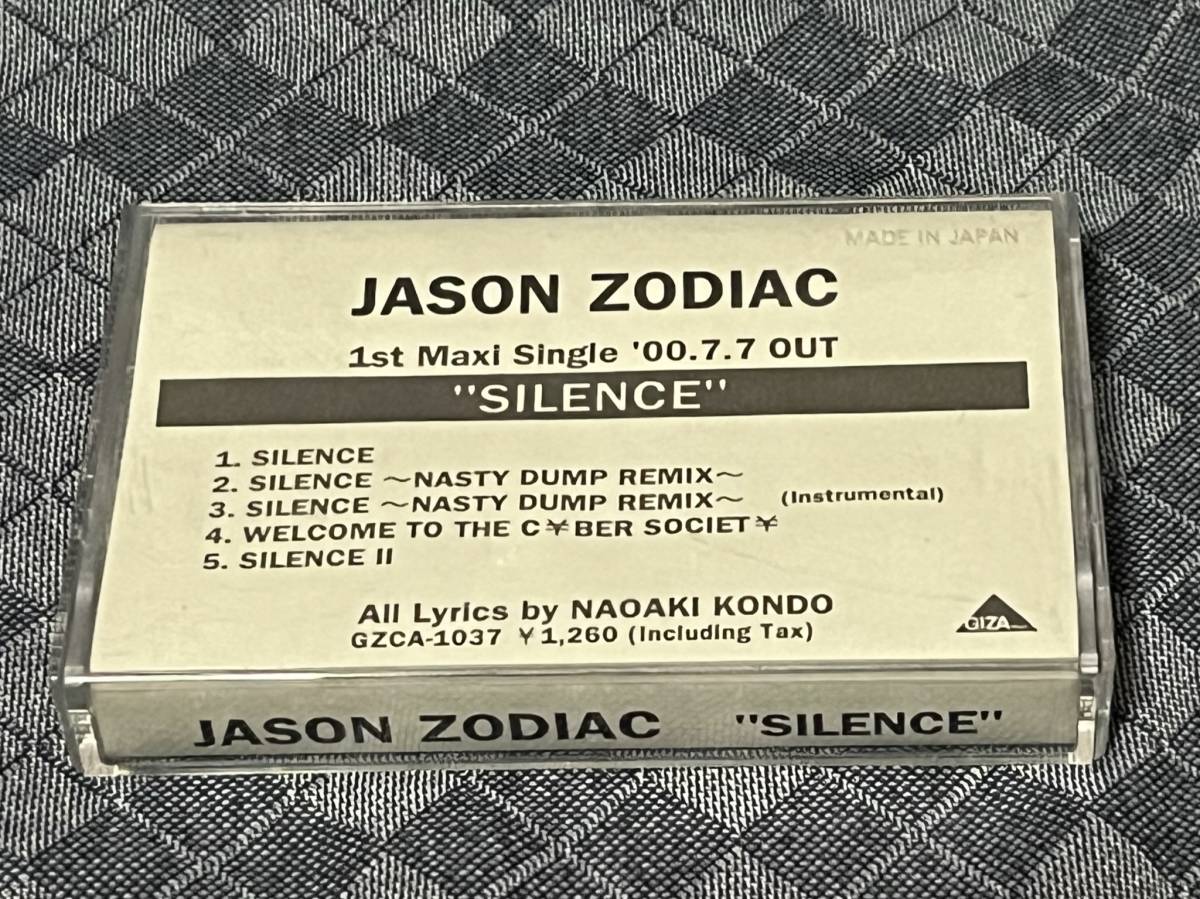 MADE IN JAPAN
JASON ZODIAC
1st Maxi Single '00.7.7 OUT
"SILENCE"
1. SILENCE
2. SILENCE ～NASTY DUMP REMIX～
3. SILENCE ～NASTY DUMP REMIX～ (Instrumental)
4. WELCOME TO THE C¥BER SOCIET¥
5. SILENCE II
All Lyrics by NAOAKI KONDO
GZCA-1037 ¥1,260 (Including Tax)
GIZA
JASON ZODIAC "SILENCE"